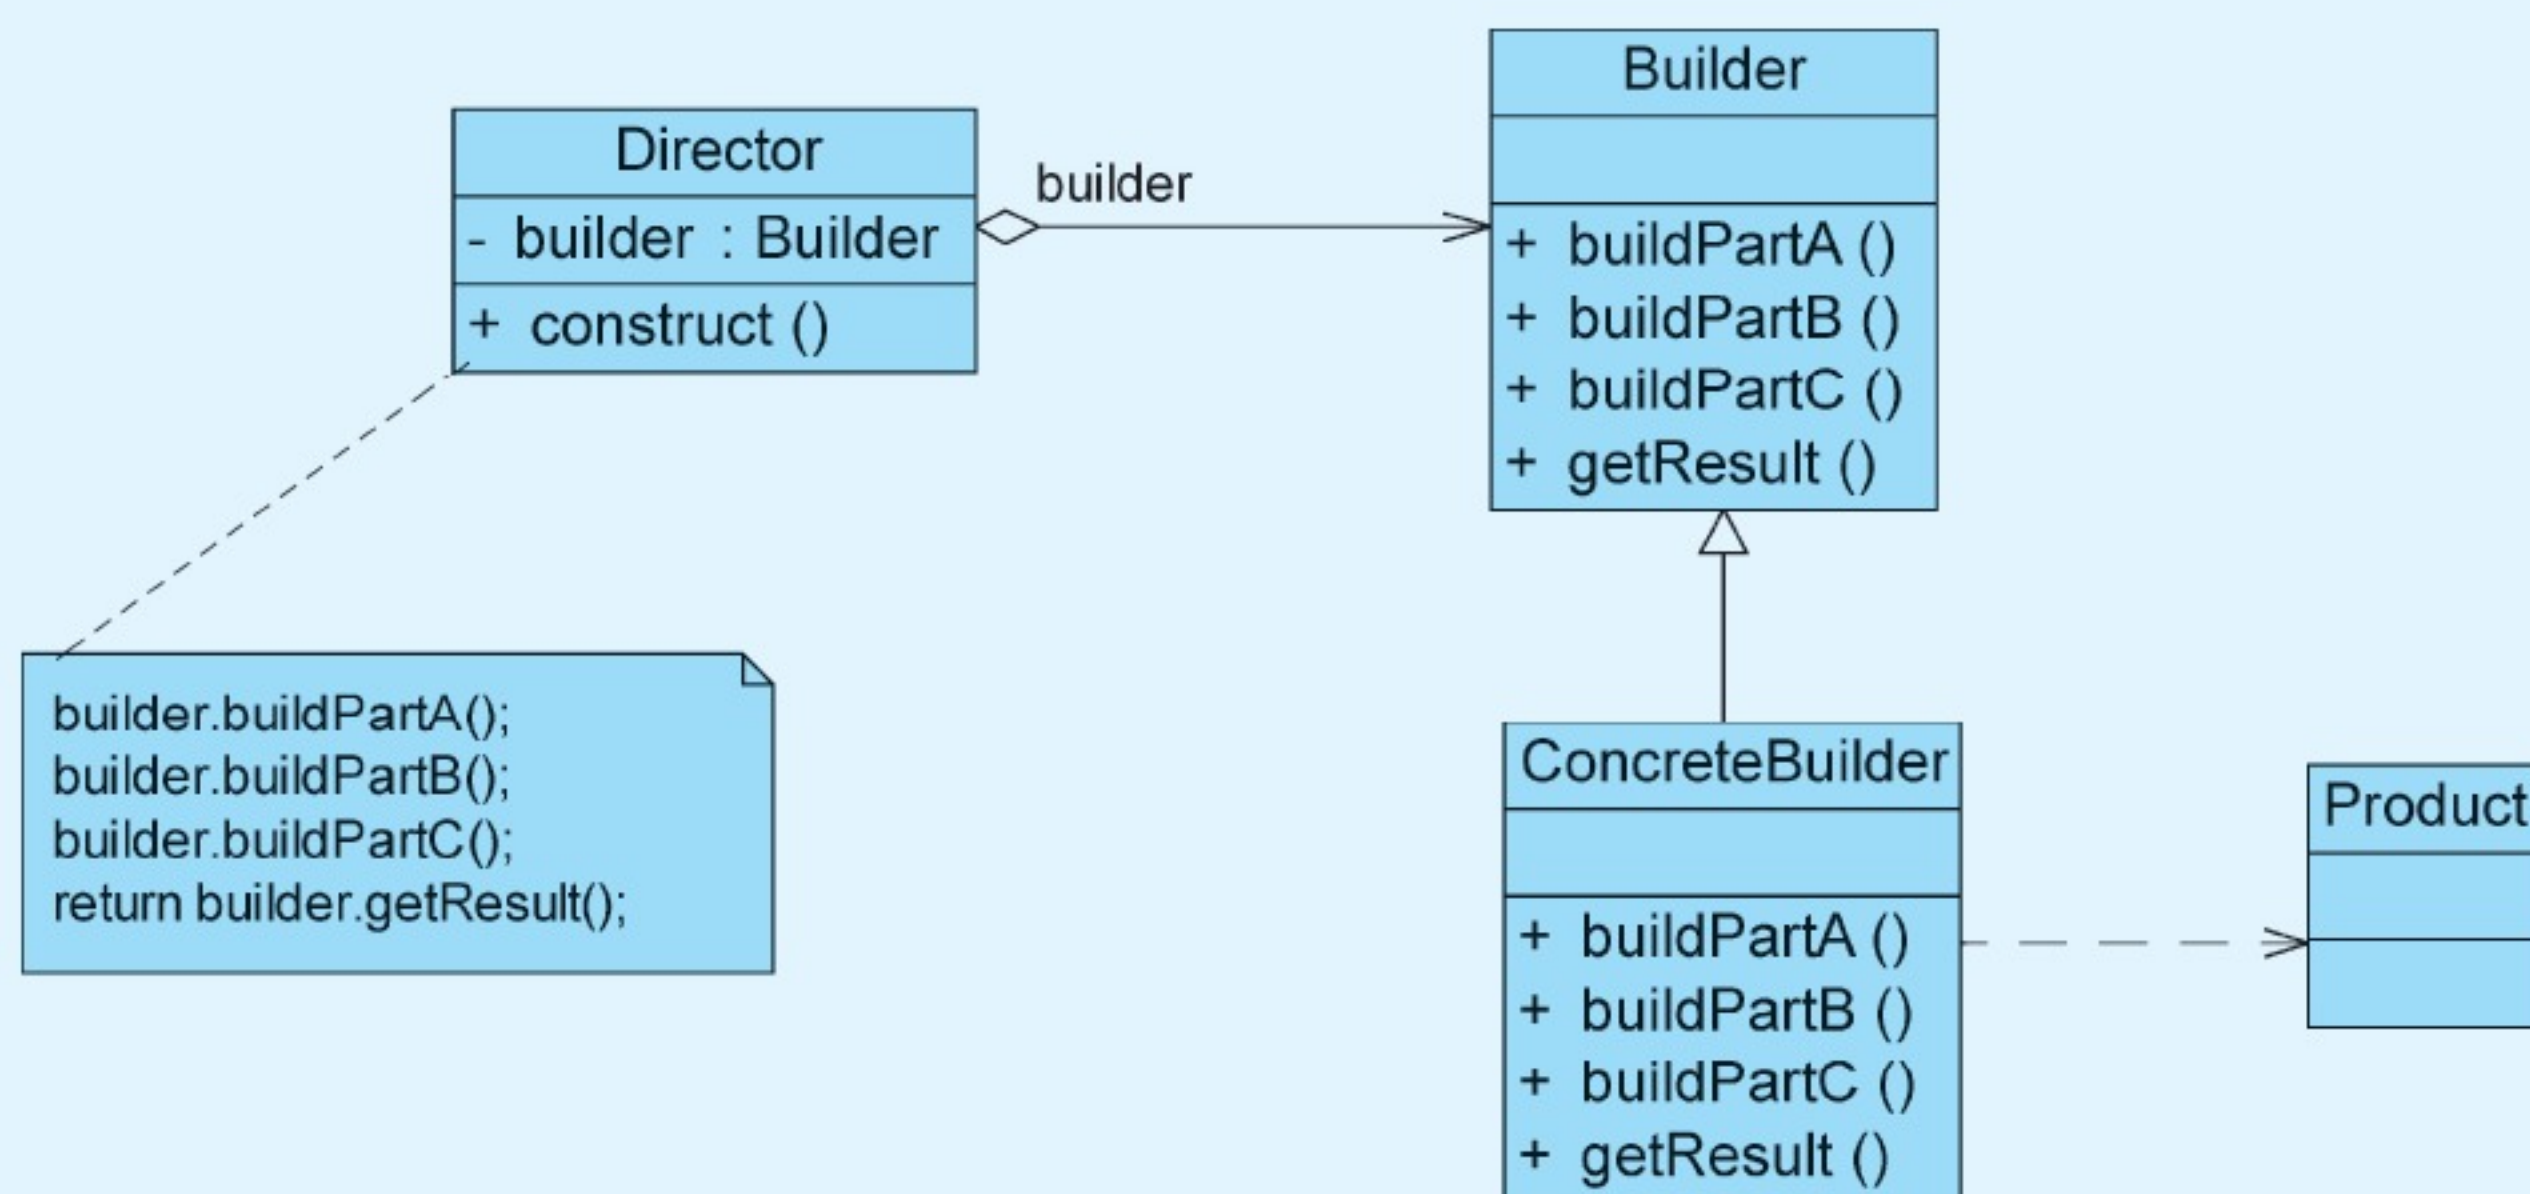 Director
- builder : Builder
+ construct ()
builder
Builder
+ buildPartA ()
+ buildPartB ()
+ buildPartC ()
+ getResult ()
builder.buildPartA();
builder.buildPartB();
builder.buildPartC();
return builder.getResult();
ConcreteBuilder
+ buildPartA ()
+ buildPartB ()
+ buildPartC ()
+ getResult ()
Product